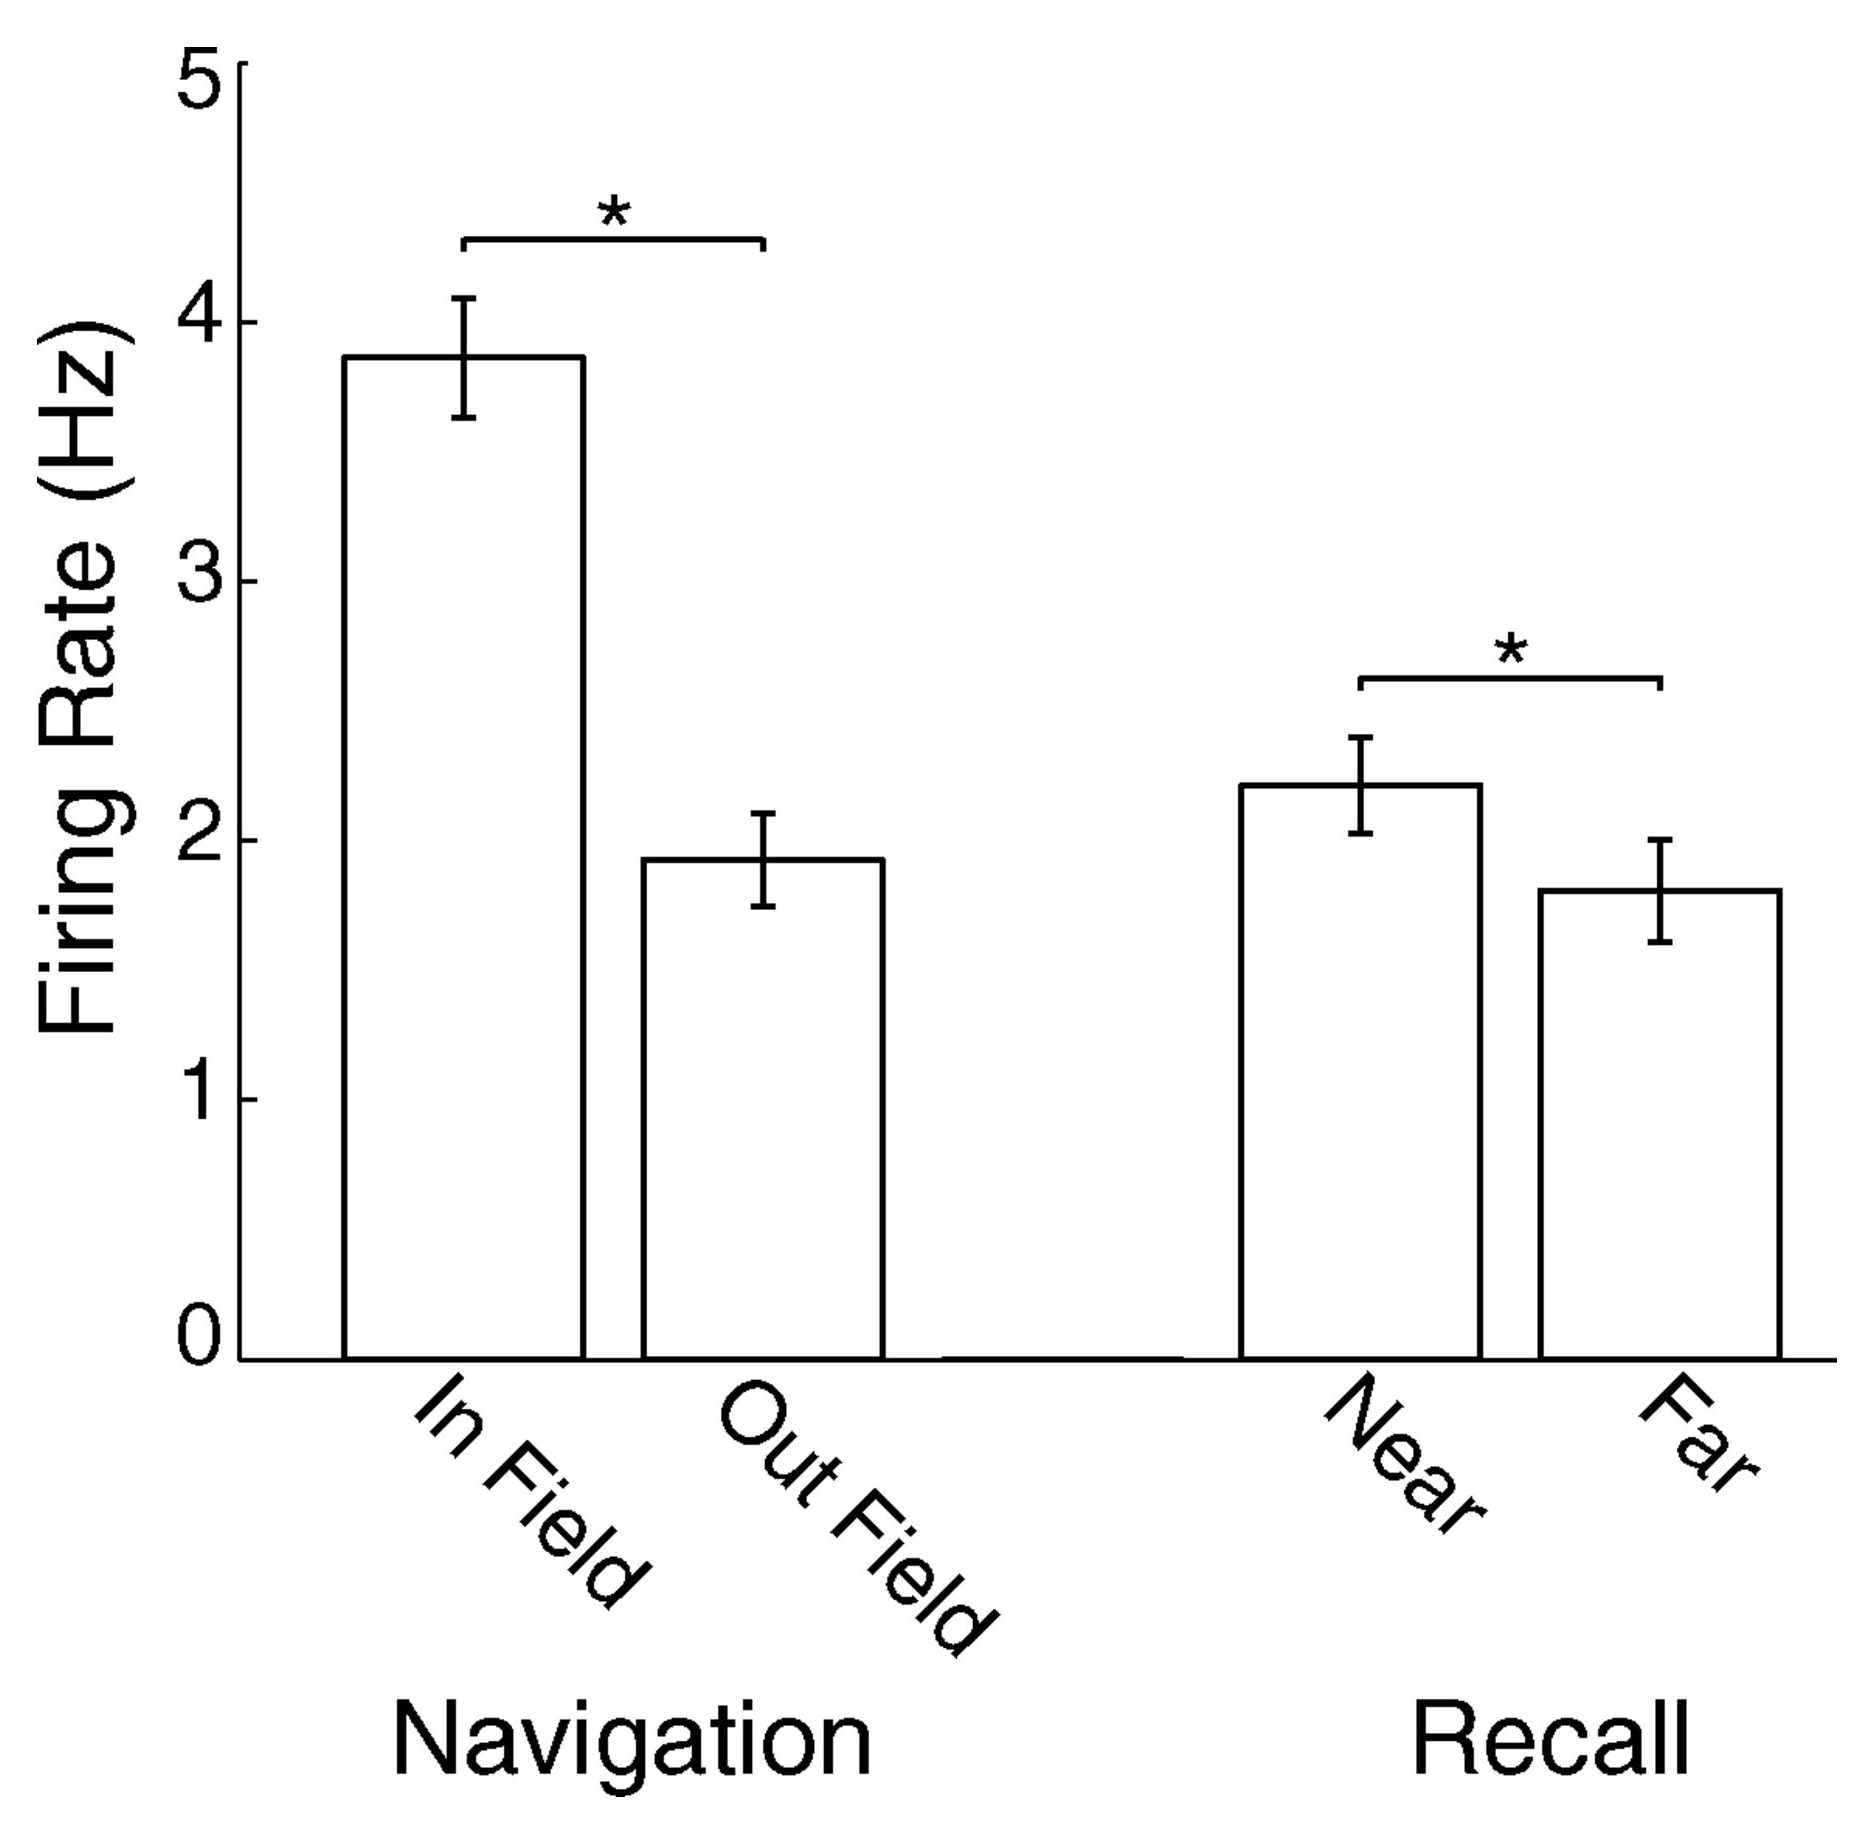 Firing Rate (Hz)
5
4
3
2
1
0
*
*
In Field
Out Field
Near
Far
Navigation
Recall